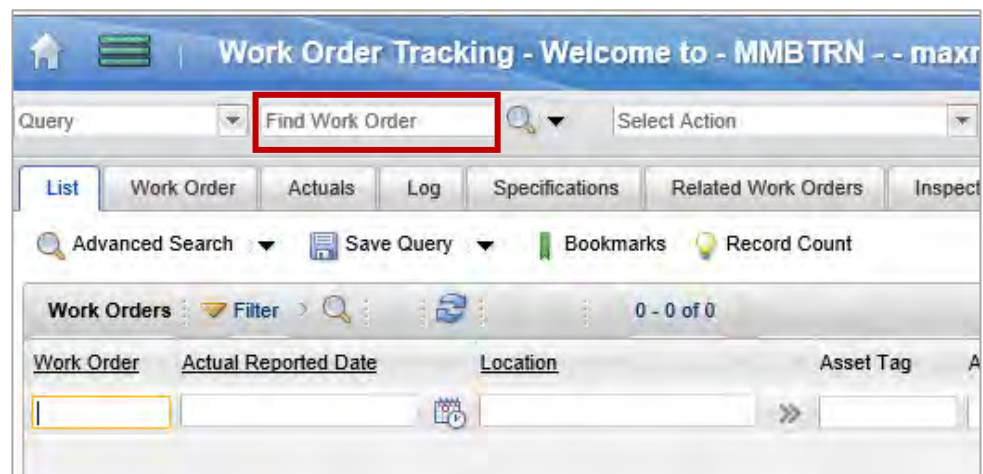 Work Order Tracking - Welcome to - MMBTRN - - maxr
Query Find Work Order Select Action
List Work Order Actuals Log Specifications Related Work Orders Inspect
Advanced Search Save Query Bookmarks Record Count
Work Orders Filter 0 - 0 of 0
Work Order Actual Reported Date Location Asset Tag A